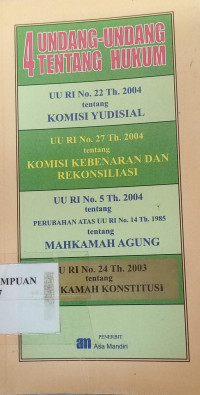 4 UNDANG-UNDANG
TENTANG HUKUM
UU RI No. 22 Th. 2004
tentang
KOMISI YUDISIAL
UU RI No. 27 Th. 2004
tentang
KOMISI KEBENARAN DAN
REKONSILIASI
UU RI No. 5 Th. 2004
tentang
PERUBAHAN ATAS UU RI No. 14 Th. 1985
tentang
MAHKAMAH AGUNG
U RI No. 24 Th. 2003
tentang
KAMAH KONSTITUSI
MPUAN
PENERBIT
an Asa Mandiri